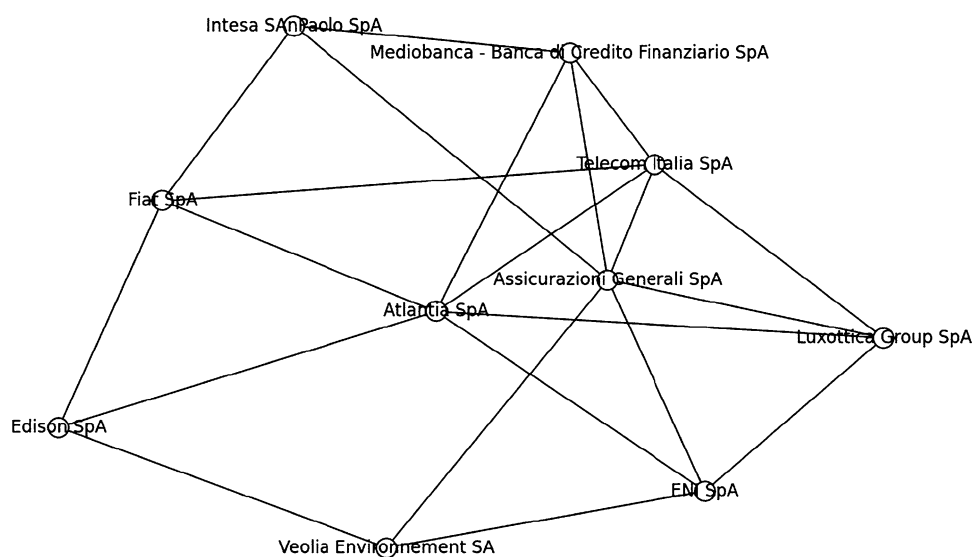 Intesa SAnPaolo SpA
Mediobanca - Banca di Credito Finanziario SpA
Telecom Italia SpA
Fiat SpA
Assicurazioni Generali SpA
Atlantia SpA
Luxottica Group SpA
Edison SpA
ENI SpA
Veolia Environnement SA